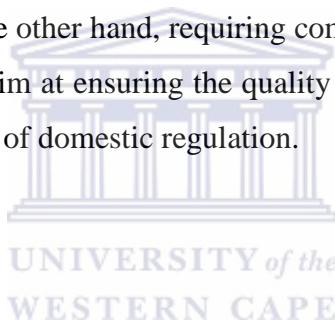 e other hand, requiring con
im at ensuring the quality
of domestic regulation.
UNIVERSITY of the
WESTERN CAPE